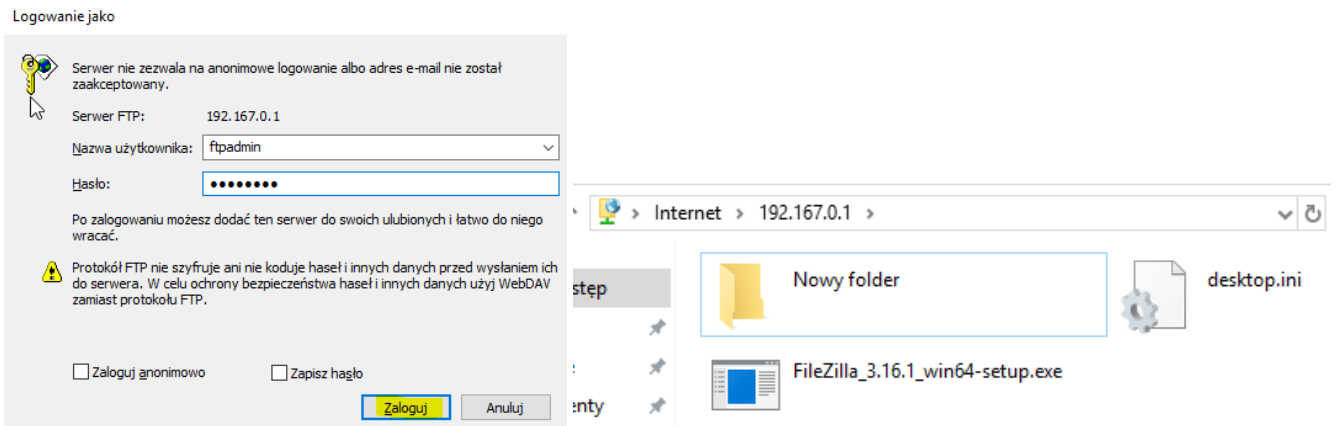 Logowanie jako
Serwer nie zezwala na anonimowe logowanie albo adres e-mail nie został
zaakceptowany.
Serwer FTP: 192.167.0.1
Nazwa użytkownika: ftpadmin
Hasło: ●●●●●●●●
Po zalogowaniu możesz dodać ten serwer do swoich ulubionych i łatwo do niego
wracać.
Protokół FTP nie szyfruje ani nie koduje haseł i innych danych przed wysłaniem ich
do serwera. W celu ochrony bezpieczeństwa haseł i innych danych użyj WebDAV
zamiast protokołu FTP.
Zaloguj anonimowo Zapisz hasło
Zaloguj Anuluj
Internet > 192.167.0.1 >
stęp
Nowy folder
desktop.ini
FileZilla_3.16.1_win64-setup.exe
enty